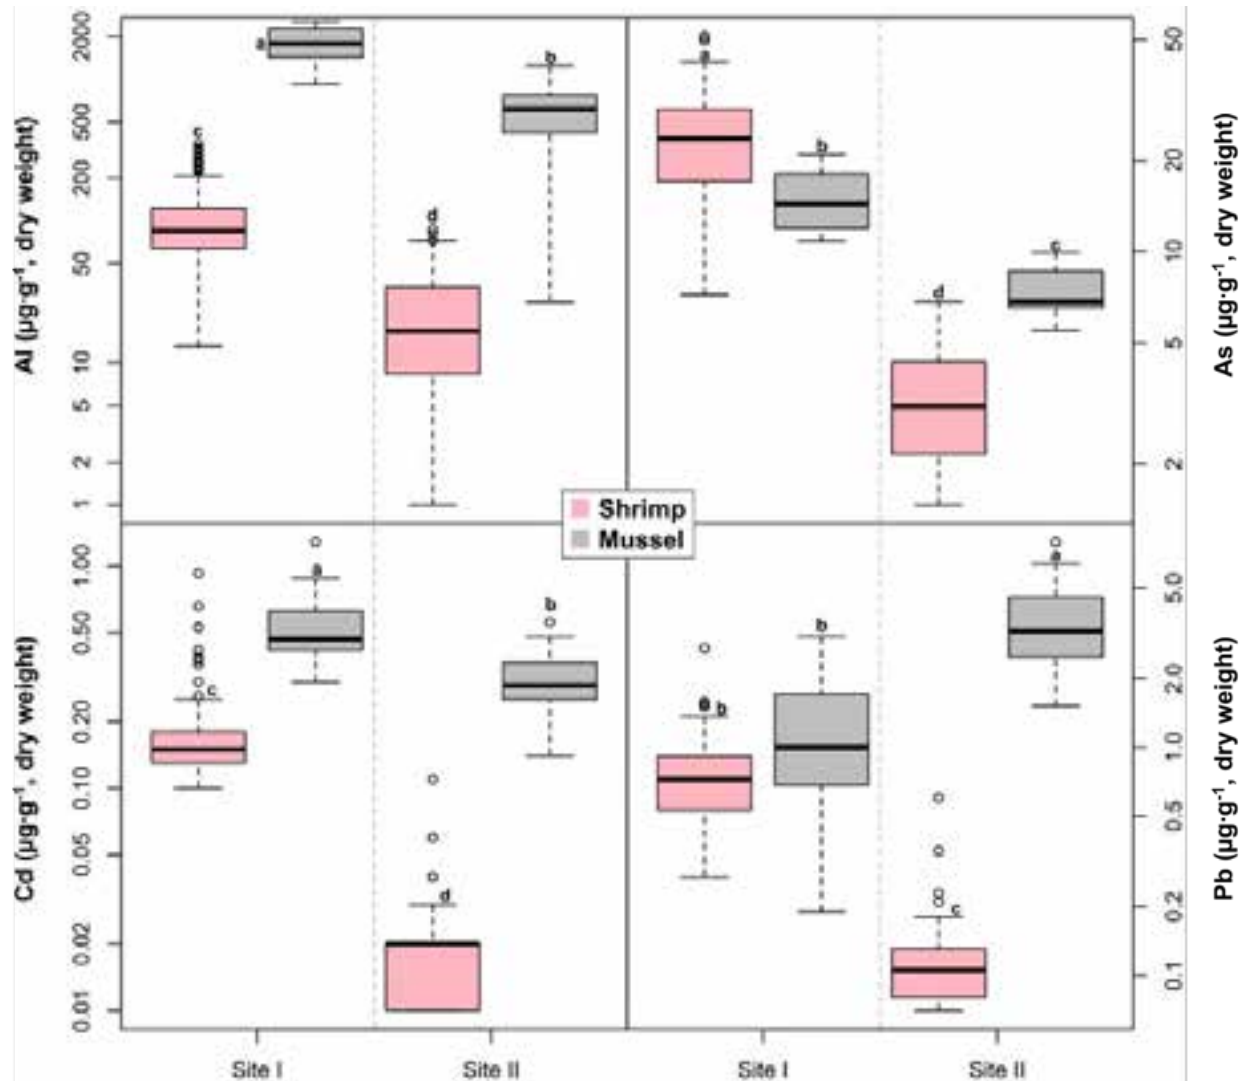 Al (µg·g⁻¹, dry weight)
2000
500
200
50
10
5
2
1
a
c
b
d
As (µg·g⁻¹, dry weight)
50
20
10
5
2
a
b
c
d
Shrimp
Mussel
Cd (µg·g⁻¹, dry weight)
1.00
0.50
0.20
0.10
0.05
0.02
0.01
a
b
c
d
Pb (µg·g⁻¹, dry weight)
5.0
2.0
1.0
0.5
0.2
0.1
a
b
b
c
Site I
Site II
Site I
Site II